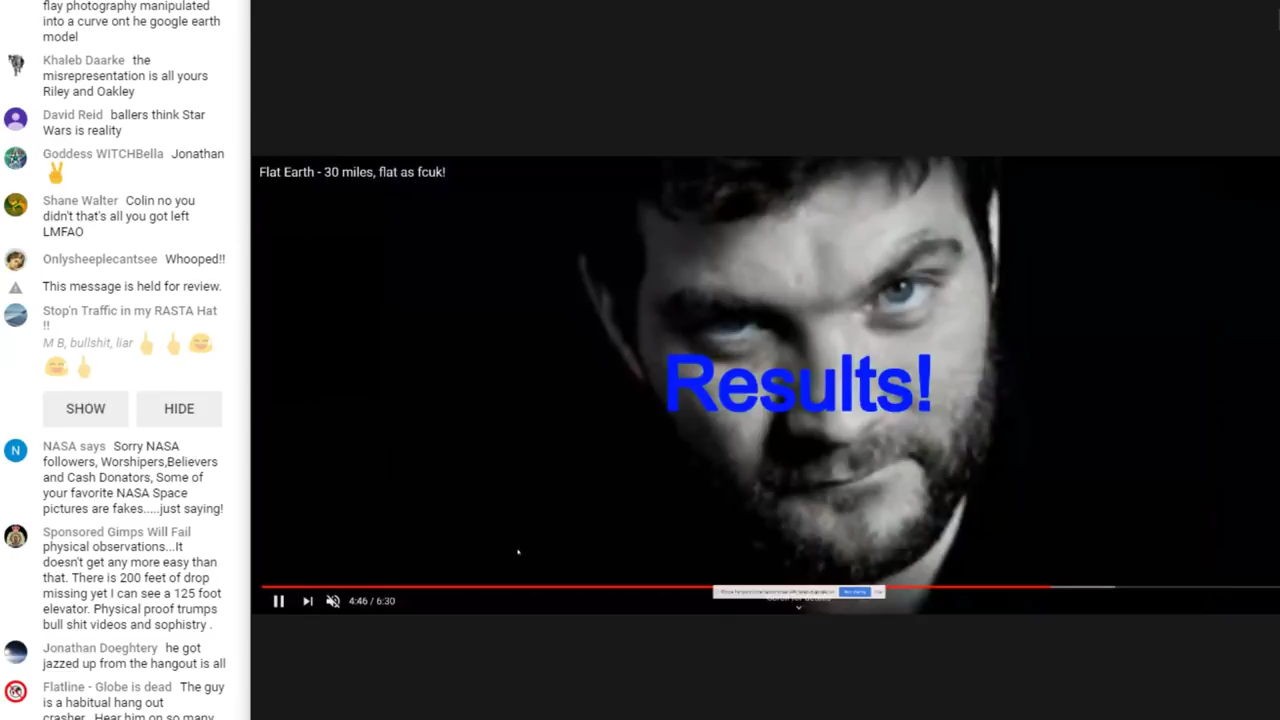 flay photography manipulated
into a curve ont he google earth
model
Khaleb Daarke the
misrepresentation is all yours
Riley and Oakley
David Reid ballers think Star
Wars is reality
Goddess WITCHBella Jonathan
Shane Walter Colin no you
didn't that's all you got left
LMFAO
Onlysheeplecantsee Whooped!!
This message is held for review.
Stop'n Traffic in my RASTA Hat
!!
M B, bullshit, liar
SHOW HIDE
N NASA says Sorry NASA
followers, Worshipers,Believers
and Cash Donators, Some of
your favorite NASA Space
pictures are fakes.....just saying!
Sponsored Gimps Will Fail
physical observations...It
doesn't get any more easy than
that. There is 200 feet of drop
missing yet I can see a 125 foot
elevator. Physical proof trumps
bull shit videos and sophistry .
Jonathan Doeghtery he got
jazzed up from the hangout is all
Flatline - Globe is dead The guy
is a habitual hang out
crasher. Hear him on so many
Flat Earth - 30 miles, flat as fcuk!
Results!
4:46 / 6:30